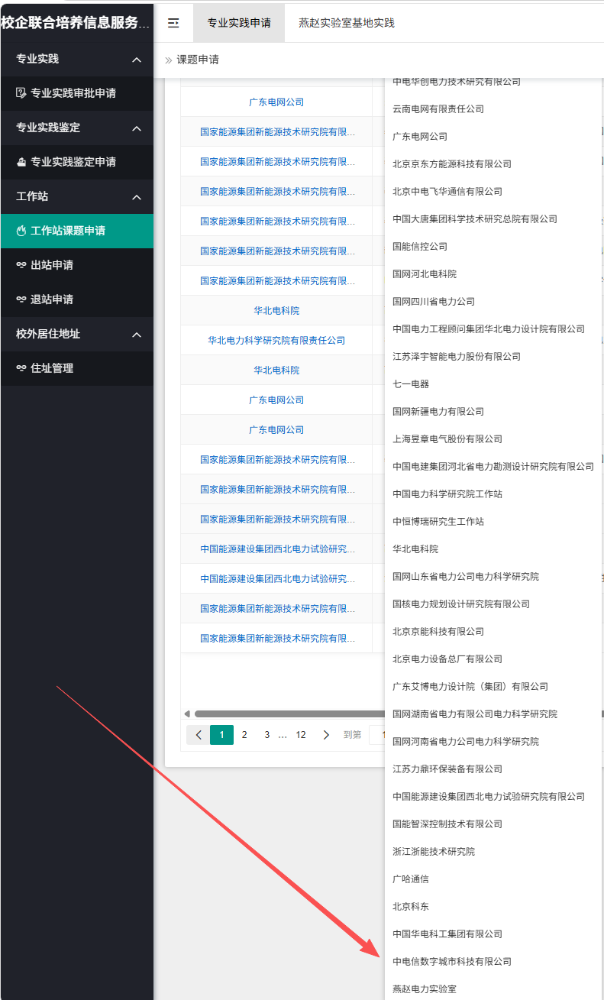 校企联合培养信息服务...
专业实践
专业实践审批申请
专业实践鉴定
专业实践鉴定申请
工作站
工作站课题申请
出站申请
退站申请
校外居住地址
住址管理
专业实践申请
燕赵实验室基地实践
» 课题申请
广东电网公司
国家能源集团新能源技术研究院有限...
国家能源集团新能源技术研究院有限...
国家能源集团新能源技术研究院有限...
国家能源集团新能源技术研究院有限...
国家能源集团新能源技术研究院有限...
国家能源集团新能源技术研究院有限...
华北电科院
华北电力科学研究院有限责任公司
华北电科院
广东电网公司
广东电网公司
国家能源集团新能源技术研究院有限...
国家能源集团新能源技术研究院有限...
国家能源集团新能源技术研究院有限...
中国能源建设集团西北电力试验研究...
中国能源建设集团西北电力试验研究...
国家能源集团新能源技术研究院有限...
国家能源集团新能源技术研究院有限...
1 2 3 ... 12 到第
中电华创电力技术研究有限公司
云南电网有限责任公司
广东电网公司
北京京东方能源科技有限公司
北京中电飞华通信有限公司
中国大唐集团科学技术研究总院有限公司
国能信控公司
国网河北电科院
国网四川省电力公司
中国电力工程顾问集团华北电力设计院有限公司
江苏泽宇智能电力股份有限公司
七一电器
国网新疆电力有限公司
上海昱章电气股份有限公司
中国电建集团河北省电力勘测设计研究院有限公司
中国电力科学研究院工作站
中恒博瑞研究生工作站
华北电科院
国网山东省电力公司电力科学研究院
国核电力规划设计研究院有限公司
北京京能科技有限公司
北京电力设备总厂有限公司
广东艾博电力设计院（集团）有限公司
国网湖南省电力有限公司电力科学研究院
国网河南省电力公司电力科学研究院
江苏力鼎环保装备有限公司
中国能源建设集团西北电力试验研究院有限公司
国能智深控制技术有限公司
浙江浙能技术研究院
广哈通信
北京科东
中国华电科工集团有限公司
中电信数字城市科技有限公司
燕赵电力实验室